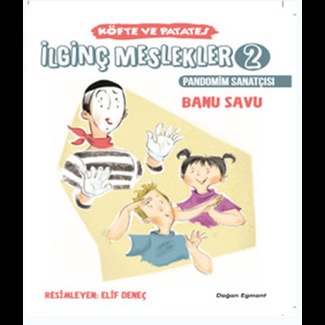 KÖFTE VE PATATES
İLGİNÇ MESLEKLER 2
PANDOMİM SANATÇISI
BANU SAVU
RESİMLEYEN: ELİF DENEÇ
Doğan Egmont